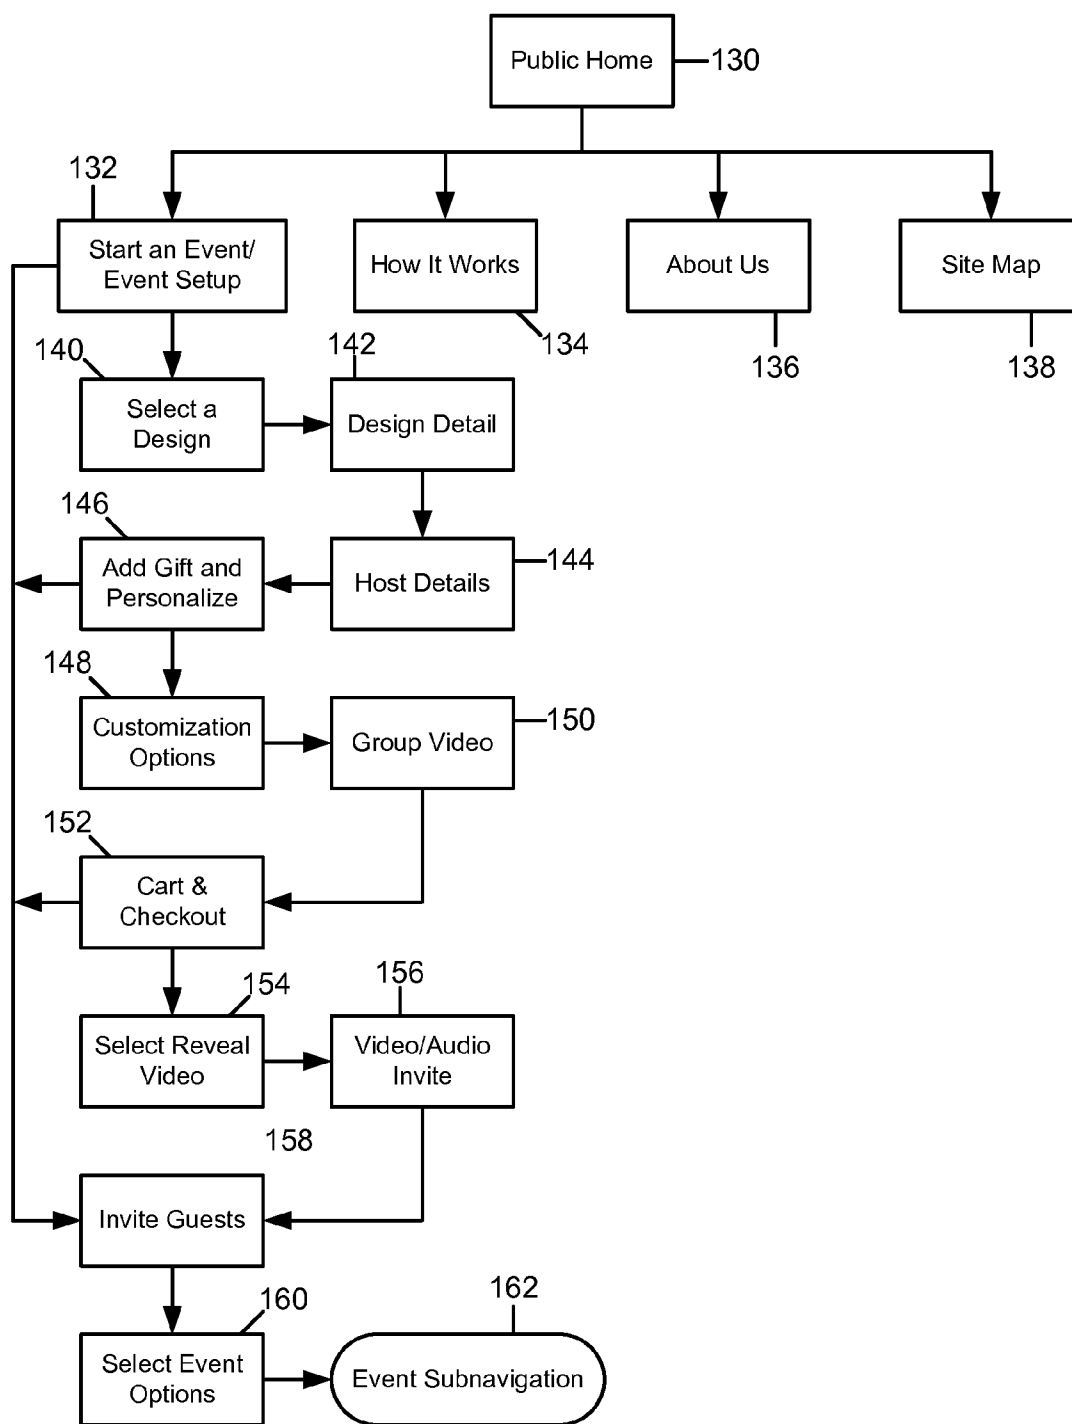 Public Home
130
132
Start an Event/
Event Setup
How It Works
About Us
Site Map
134
136
138
140
142
Select a
Design
Design Detail
146
Add Gift and
Personalize
Host Details
144
148
Customization
Options
Group Video
150
152
Cart &
Checkout
154
156
Select Reveal
Video
Video/Audio
Invite
158
Invite Guests
160
162
Select Event
Options
Event Subnavigation